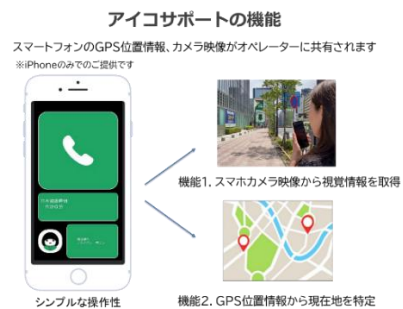 アイコサポートの機能
スマートフォンのGPS位置情報、カメラ映像がオペレーターに共有されます
※iPhoneのみでのご提供です
機能1. スマホカメラ映像から視覚情報を取得
シンプルな操作性
機能2. GPS位置情報から現在地を特定